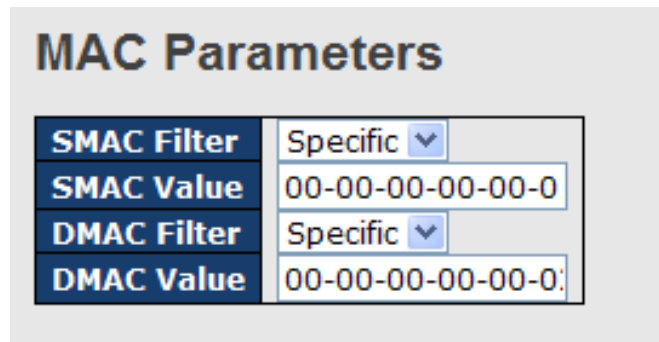 MAC Parameters
SMAC Filter Specific
SMAC Value 00-00-00-00-00-0
DMAC Filter Specific
DMAC Value 00-00-00-00-00-0